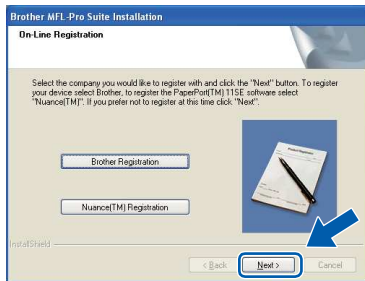 Brother MFL-Pro Suite Installation
On-Line Registration
Select the company you would like to register with and click the "Next" button. To register
your device select Brother, to register the PaperPort(TM) 11SE software select
"Nuance(TM)". If you prefer not to register at this time click "Next".
Brother Registration
Nuance(TM) Registration
Product Registration
InstallShield
< Back
Next >
Cancel